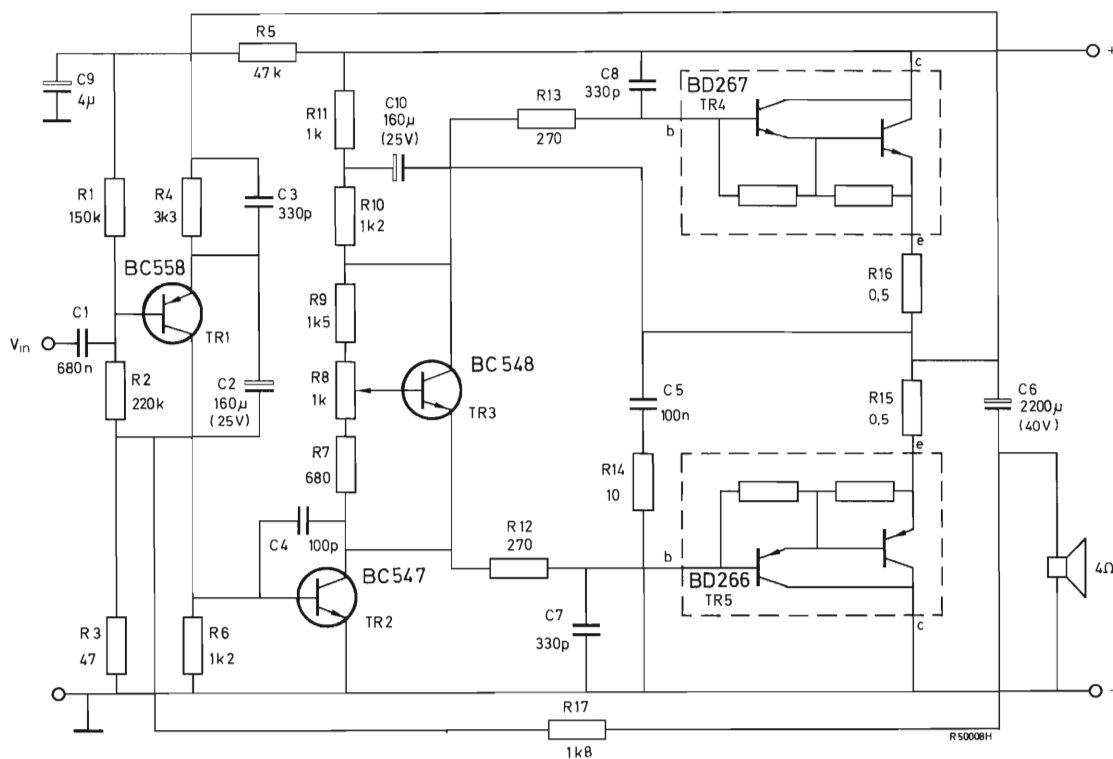 R5
47k
C9
4µ
R11
1k
C10
160µ
(25V)
R13
270
C8
330p
BD267
TR4
c
b
e
+
R1
150k
R4
3k3
C3
330p
R10
1k2
BC558
TR1
C1
680n
Vin
R2
220k
C2
160µ
(25V)
R9
1k5
R8
1k
R7
680
BC548
TR3
R16
0,5
R15
0,5
C5
100n
R14
10
C6
2200µ
(40V)
e
b
BD266
TR5
c
4Ω
C4
100p
BC547
TR2
R12
270
C7
330p
R3
47
R6
1k2
R17
1k8
R50008H
-